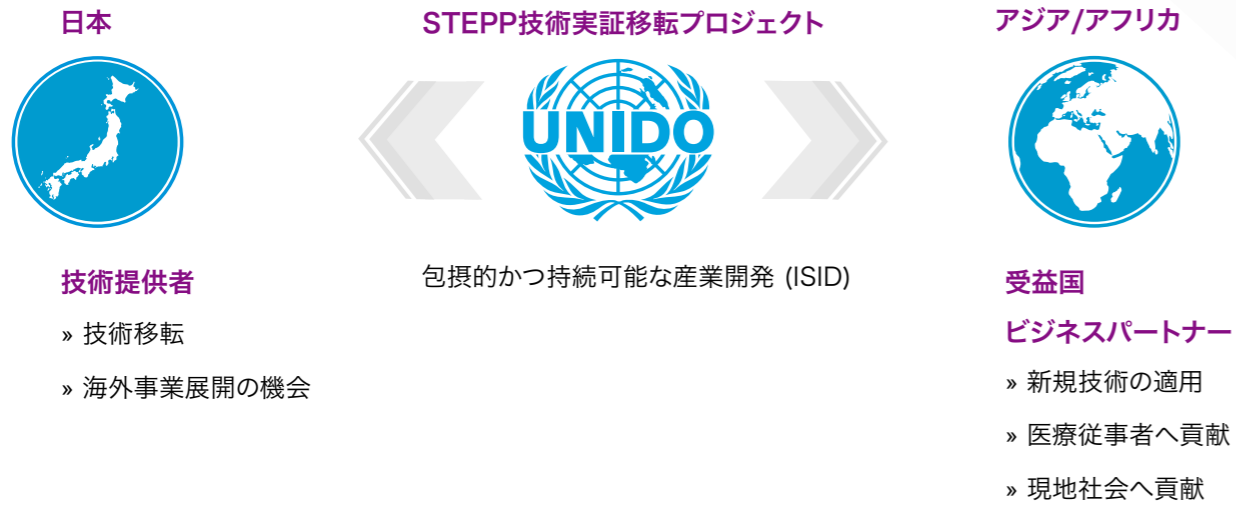 日本
STEPP技術実証移転プロジェクト
アジア/アフリカ
UNIDO
技術提供者
» 技術移転
» 海外事業展開の機会
包摂的かつ持続可能な産業開発 (ISID)
受益国
ビジネスパートナー
» 新規技術の適用
» 医療従事者へ貢献
» 現地社会へ貢献